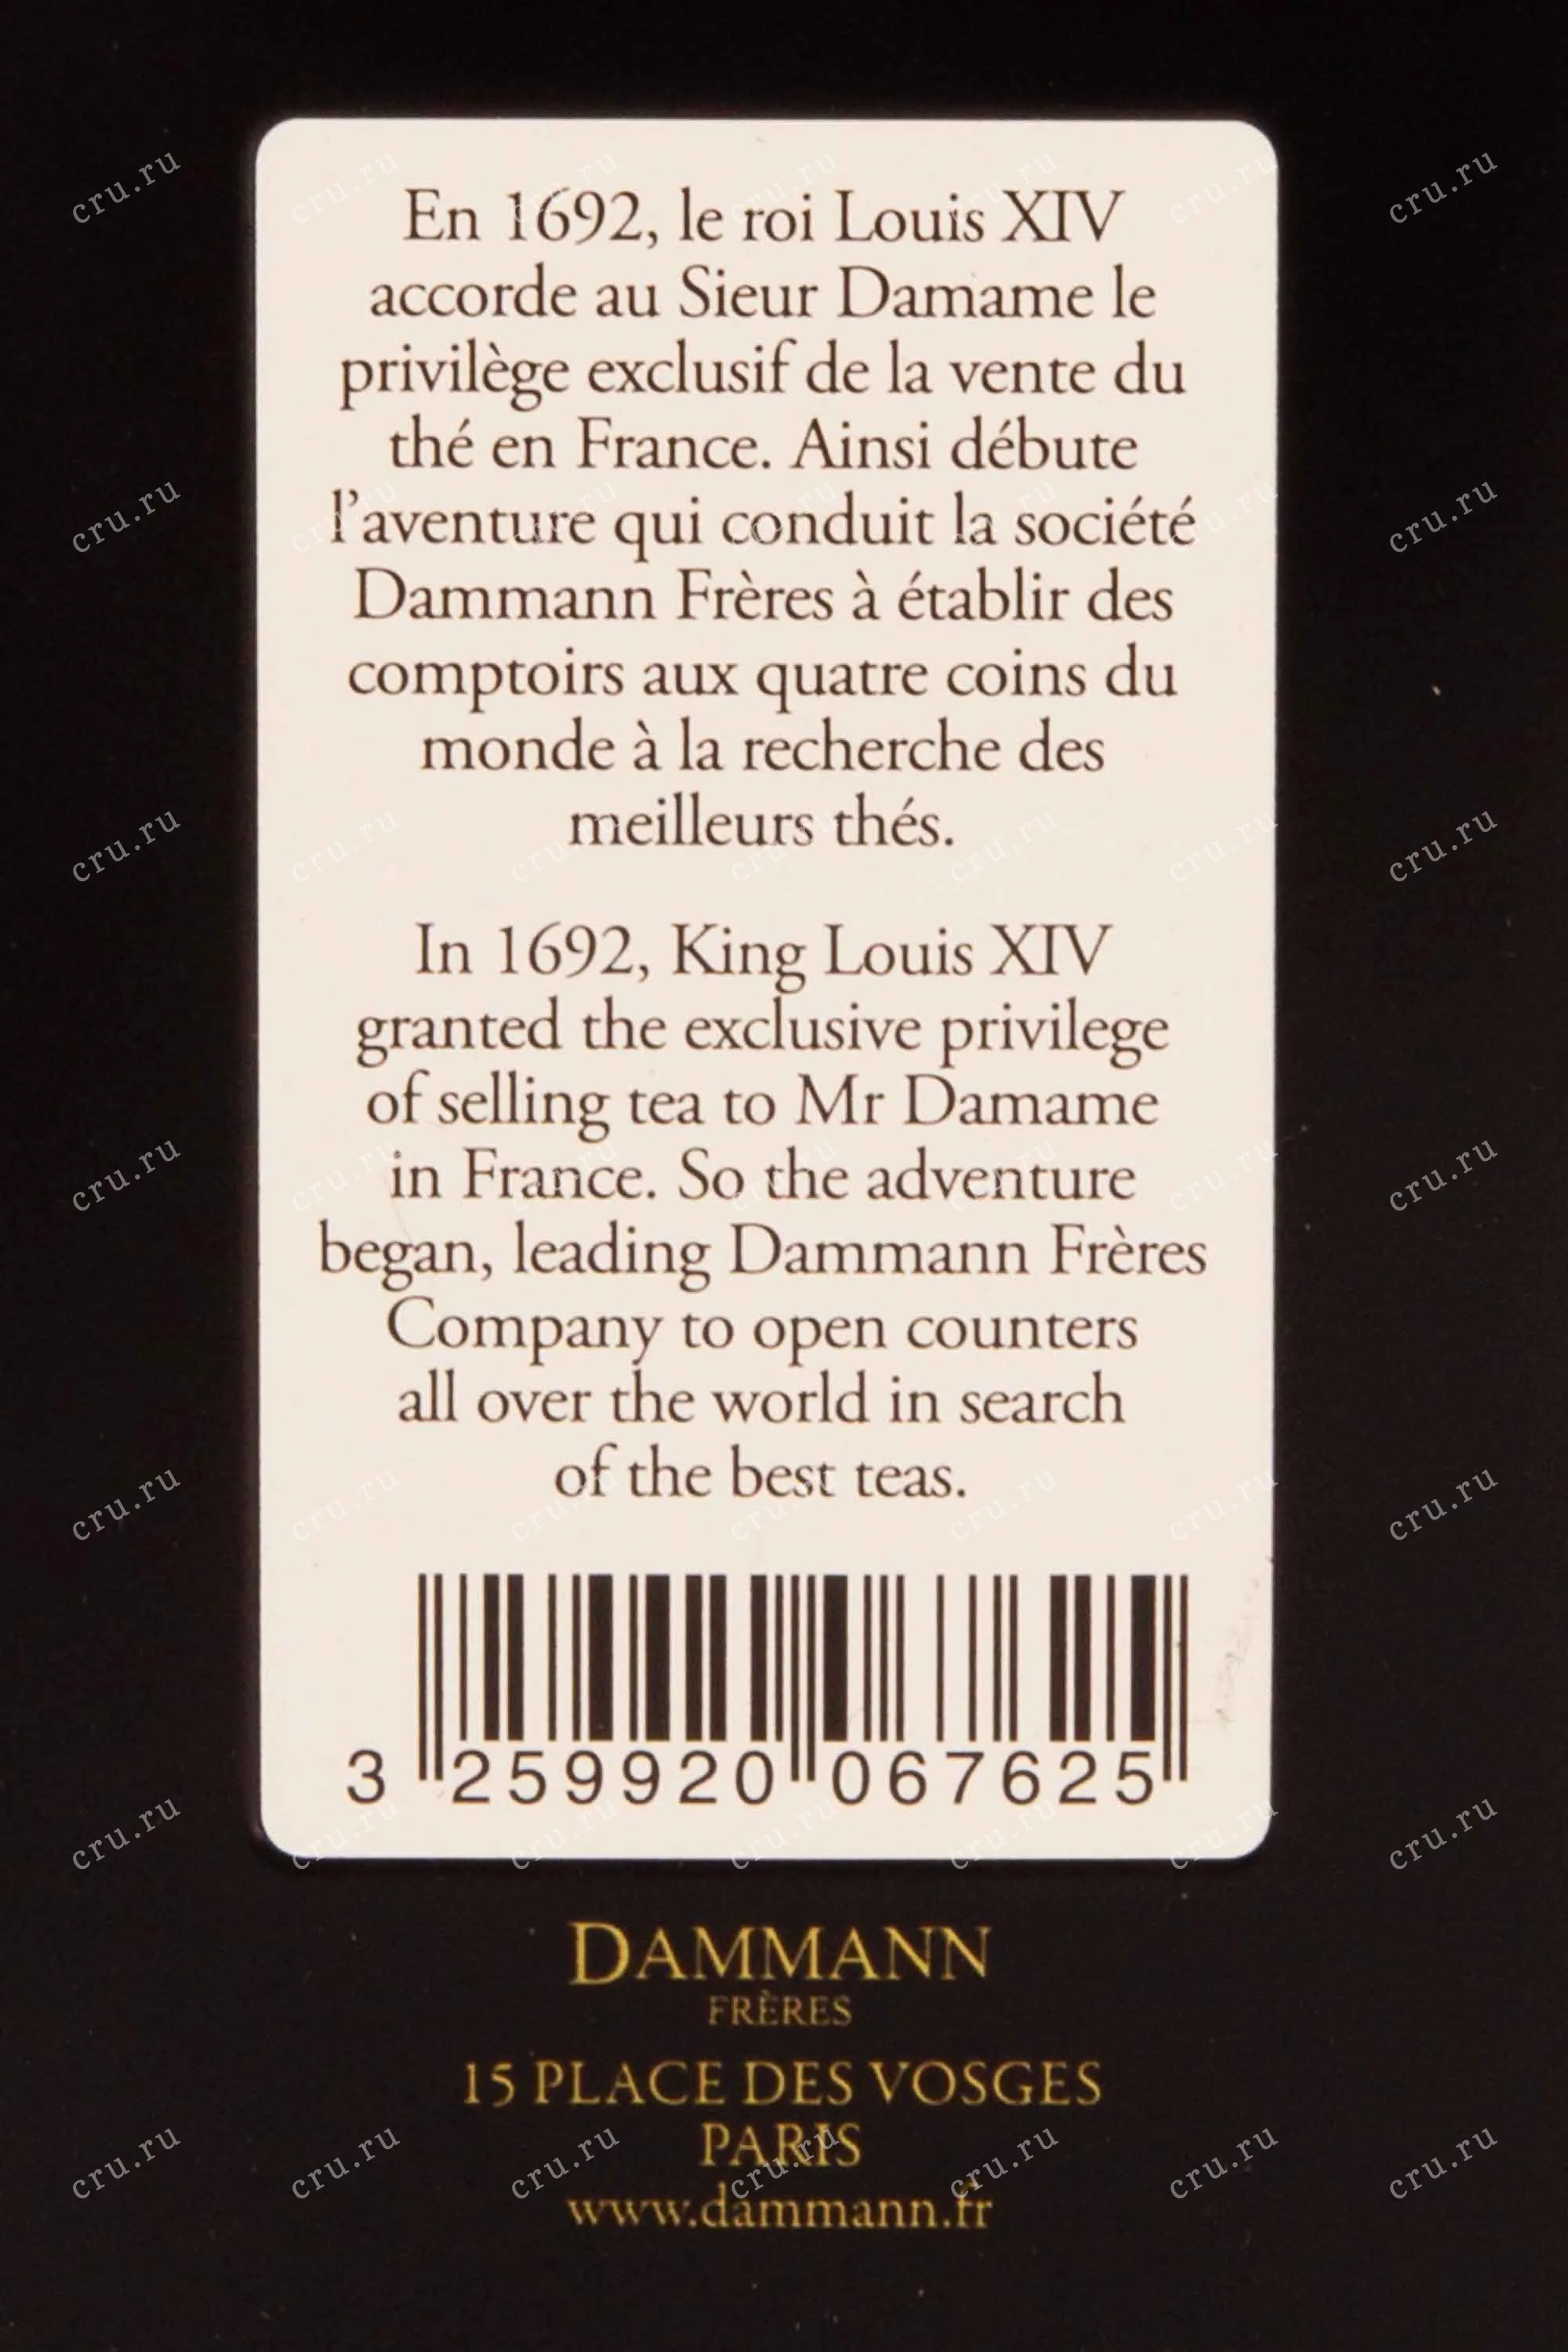 En 1692, le roi Louis XIV
accorde au Sieur Damame le
privilège exclusif de la vente du
thé en France. Ainsi débute
l'aventure qui conduit la société
Dammann Frères à établir des
comptoirs aux quatre coins du
monde à la recherche des
meilleurs thés.
In 1692, King Louis XIV
granted the exclusive privilege
of selling tea to Mr Damame
in France. So the adventure
began, leading Dammann Frères
Company to open counters
all over the world in search
of the best teas.
3 259920 067625
DAMMANN
FRÈRES
15 PLACE DES VOSGES
PARIS
www.dammann.fr
cru.ru